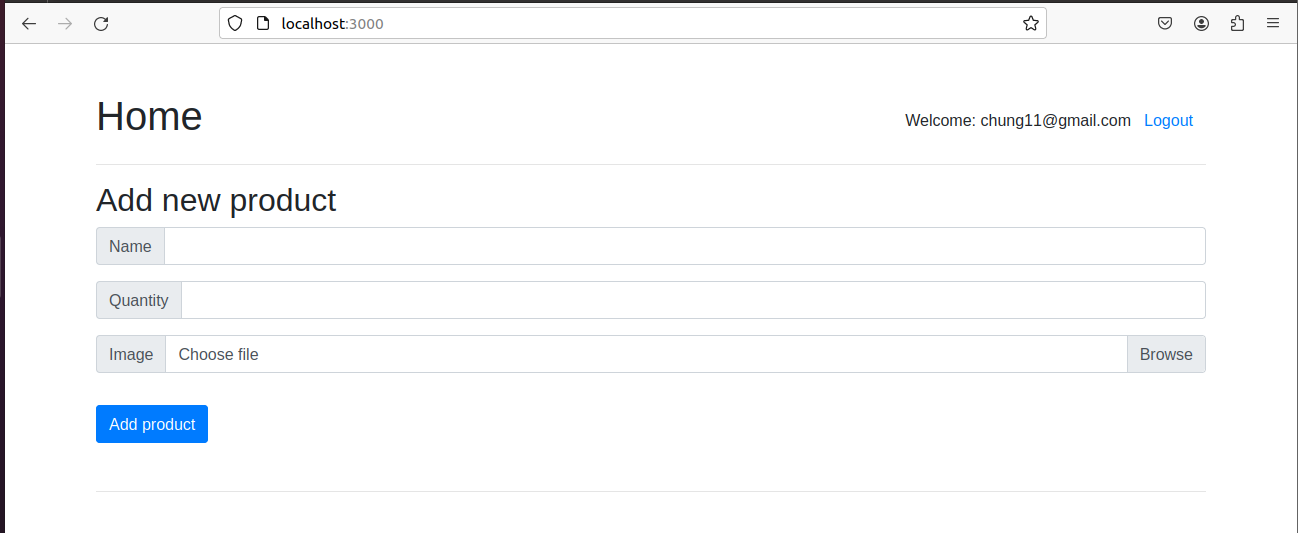 localhost:3000
Home
Welcome: chung11@gmail.com Logout
Add new product
Name
Quantity
Image Choose file Browse
Add product